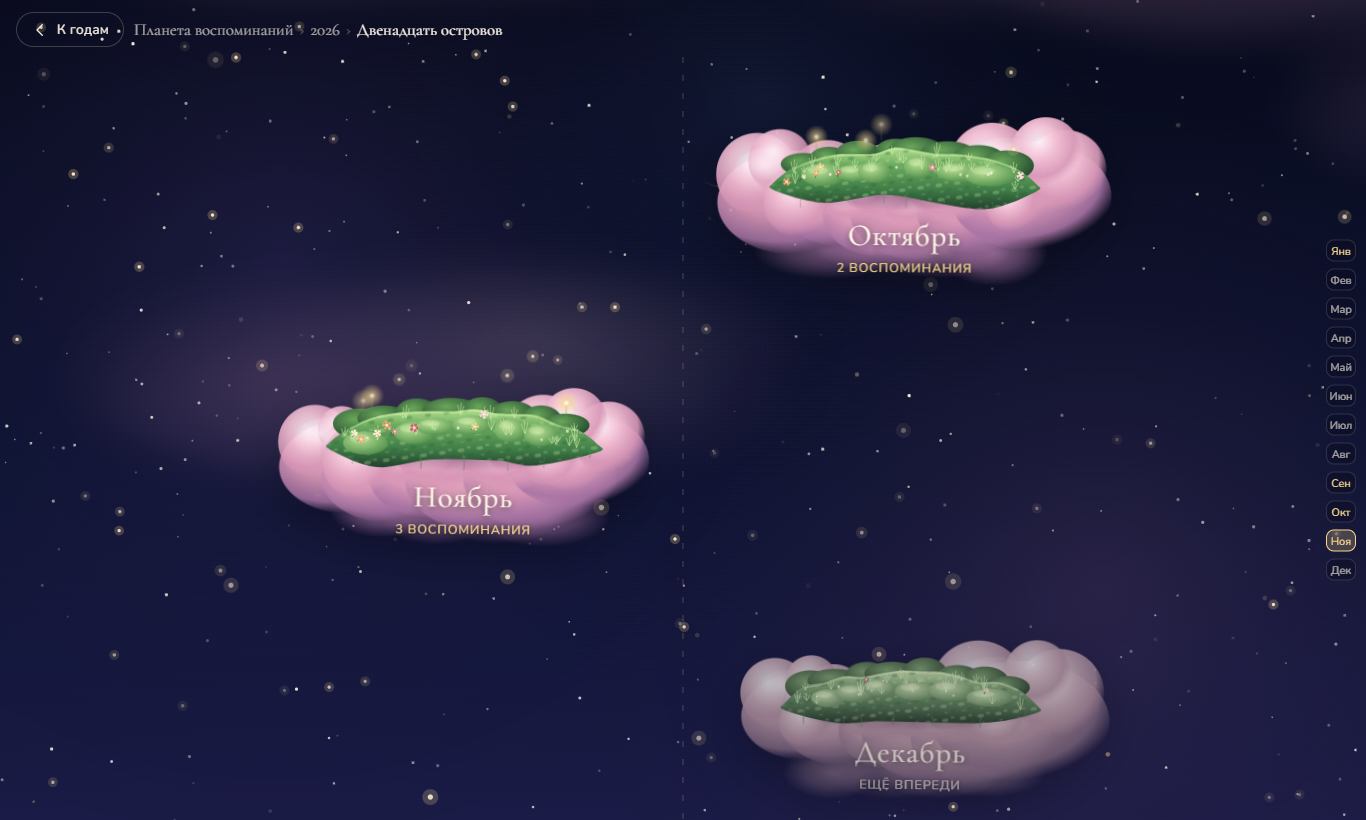 К годам
Планета воспоминаний › 2026 › Двенадцать островов
Октябрь
2 ВОСПОМИНАНИЯ
Ноябрь
3 ВОСПОМИНАНИЯ
Декабрь
ЕЩЁ ВПЕРЕДИ
Янв
Фев
Мар
Апр
Май
Июн
Июл
Авг
Сен
Окт
Ноя
Дек